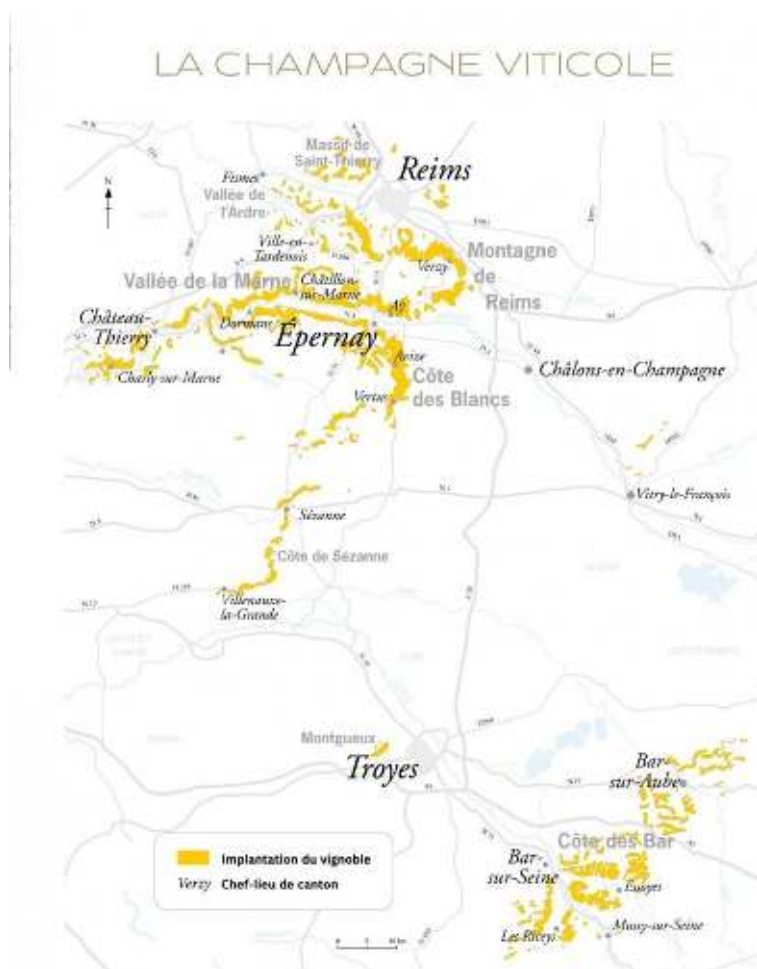 LA CHAMPAGNE VITICOLE
Massif de
Saint-Thierry
Reims
Fismes
Vallée de
l'Ardre
N
Ville-en-
Tardenois
Verzy
Montagne
de
Reims
Vallée de la Marne
Châtillon-
sur-Marne
Aÿ
Château-
Thierry
Dormans
Épernay
Charly-sur-Marne
Avize
Côte
des Blancs
Châlons-en-Champagne
Vertus
Vitry-le-François
Sézanne
Côte de Sézanne
Villenauxe-
la-Grande
Montgueux
Troyes
Bar-
sur-Aube
Côte des Bar
Bar-
sur-Seine
Essoyes
Mussy-sur-Seine
Les Riceys
Implantation du vignoble
Verzy Chef-lieu de canton